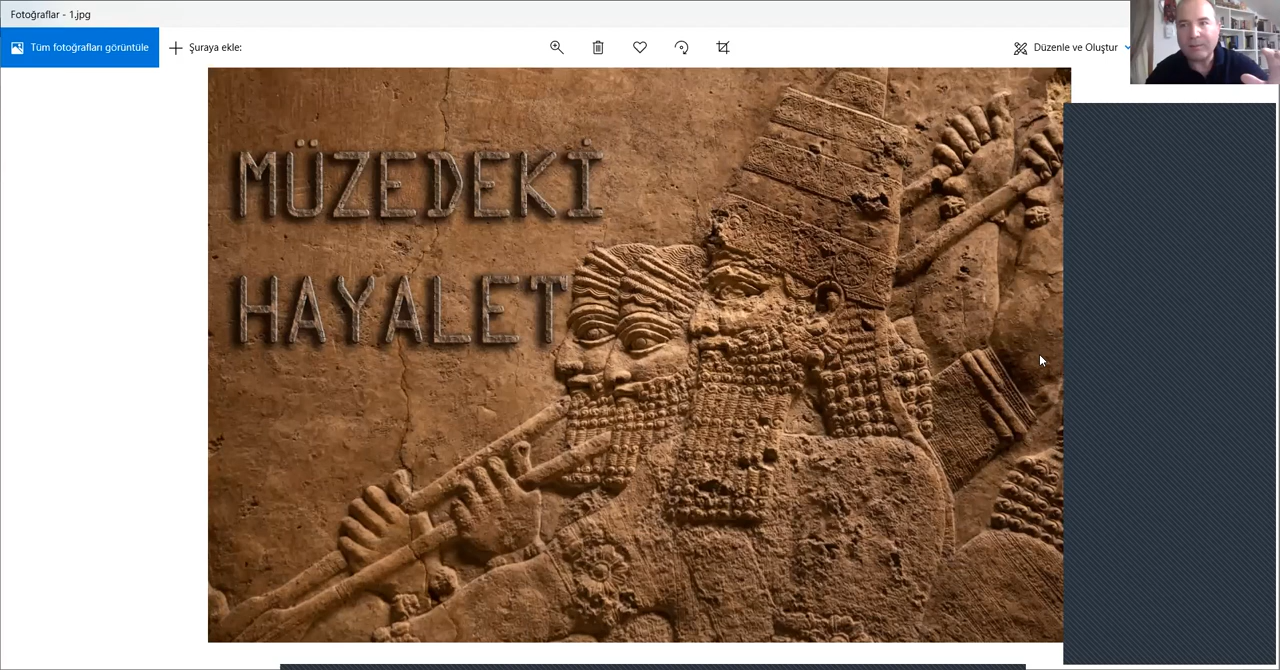 Fotoğraflar - 1.jpg
Tüm fotoğrafları görüntüle
Şuraya ekle:
Düzenle ve Oluştur
MÜZEDEKİ
HAYALET